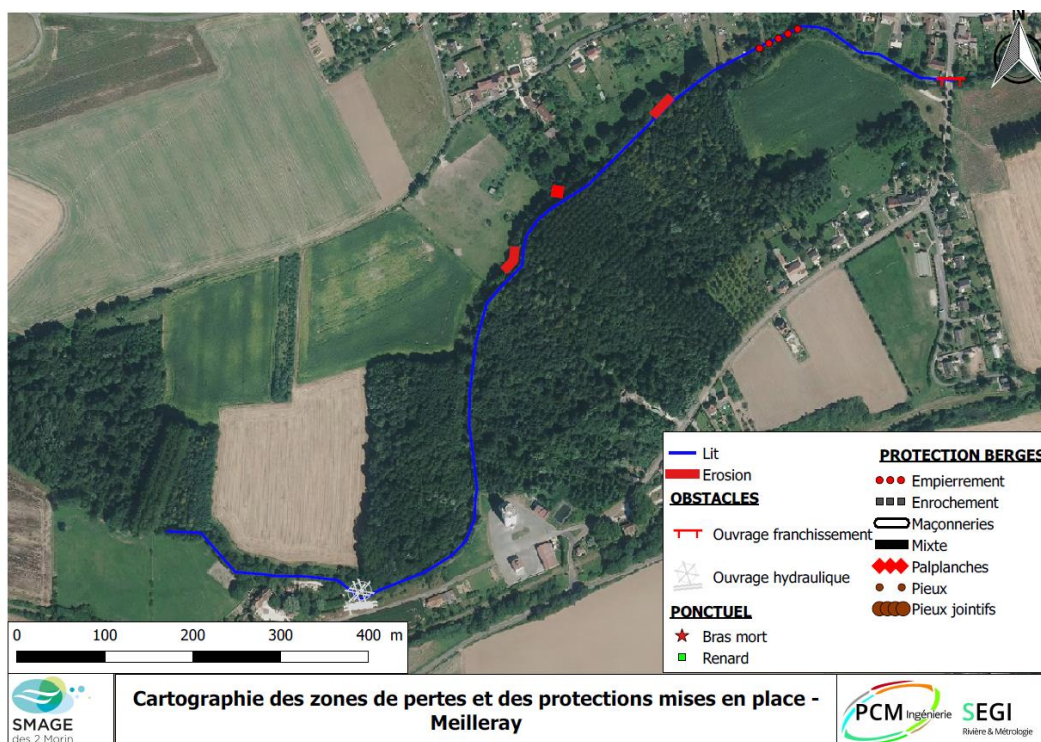 N
Lit
Erosion
OBSTACLES
Ouvrage franchissement
Ouvrage hydraulique
PONCTUEL
Bras mort
Renard
PROTECTION BERGES
Empierrement
Enrochement
Maçonneries
Mixte
Palplanches
Pieux
Pieux jointifs
0 100 200 300 400 m
SMAGE
des 2 Morin
Cartographie des zones de pertes et des protections mises en place -
Meilleray
PCM Ingénierie
SEGI
Rivière & Métrologie